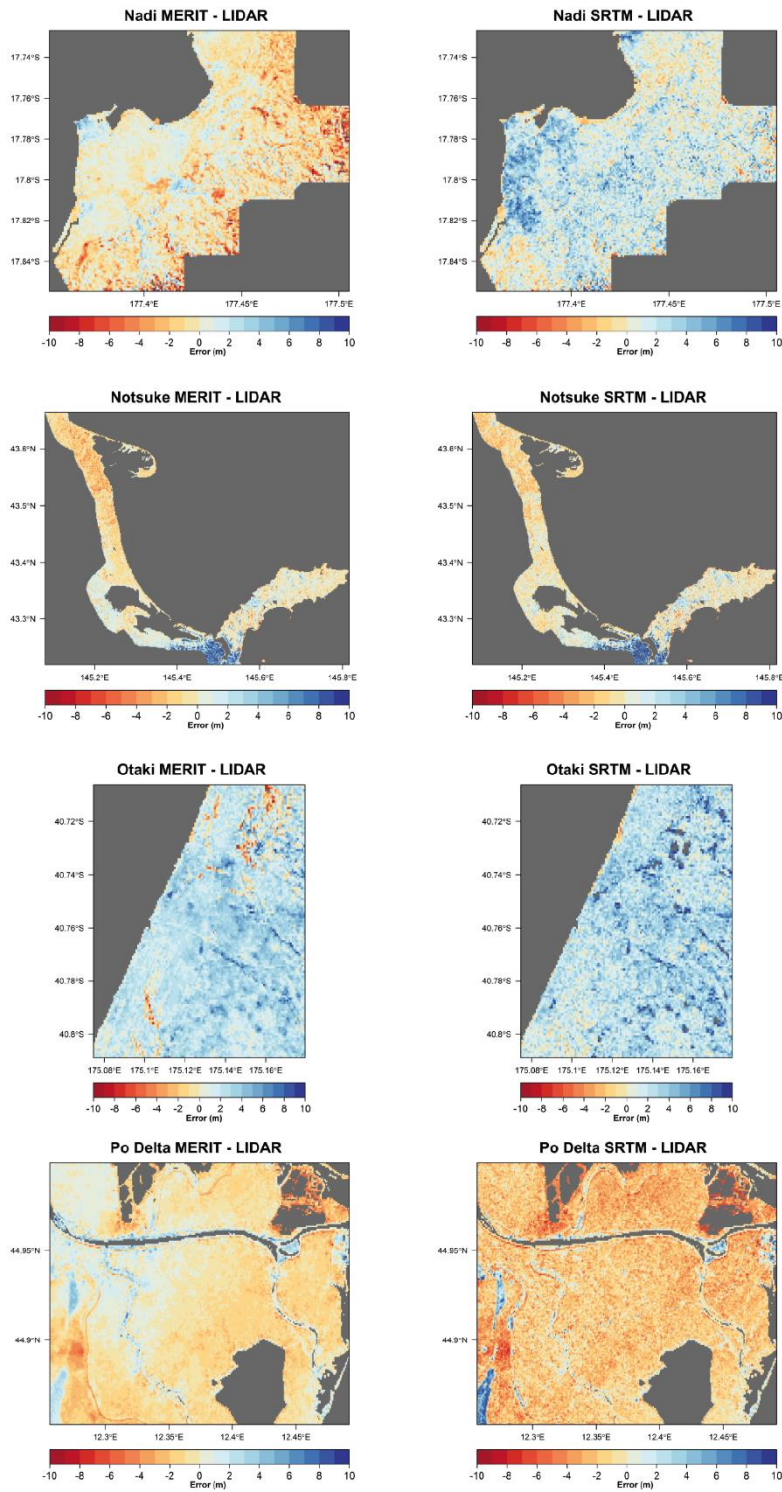 Nadi MERIT - LIDAR
17.74°S
17.76°S
17.78°S
17.8°S
17.82°S
17.84°S
177.4°E
177.45°E
177.5°E
-10 -8 -6 -4 -2 0 2 4 6 8 10
Error (m)
Nadi SRTM - LIDAR
17.74°S
17.76°S
17.78°S
17.8°S
17.82°S
17.84°S
177.4°E
177.45°E
177.5°E
-10 -8 -6 -4 -2 0 2 4 6 8 10
Error (m)
Notsuke MERIT - LIDAR
43.6°N
43.5°N
43.4°N
43.3°N
145.2°E
145.4°E
145.6°E
145.8°E
-10 -8 -6 -4 -2 0 2 4 6 8 10
Error (m)
Notsuke SRTM - LIDAR
43.6°N
43.5°N
43.4°N
43.3°N
145.2°E
145.4°E
145.6°E
145.8°E
-10 -8 -6 -4 -2 0 2 4 6 8 10
Error (m)
Otaki MERIT - LIDAR
40.72°S
40.74°S
40.76°S
40.78°S
40.8°S
175.08°E
175.1°E
175.12°E
175.14°E
175.16°E
-10 -8 -6 -4 -2 0 2 4 6 8 10
Error (m)
Otaki SRTM - LIDAR
40.72°S
40.74°S
40.76°S
40.78°S
40.8°S
175.08°E
175.1°E
175.12°E
175.14°E
175.16°E
-10 -8 -6 -4 -2 0 2 4 6 8 10
Error (m)
Po Delta MERIT - LIDAR
44.95°N
44.9°N
12.3°E
12.35°E
12.4°E
12.45°E
-10 -8 -6 -4 -2 0 2 4 6 8 10
Error (m)
Po Delta SRTM - LIDAR
44.95°N
44.9°N
12.3°E
12.35°E
12.4°E
12.45°E
-10 -8 -6 -4 -2 0 2 4 6 8 10
Error (m)